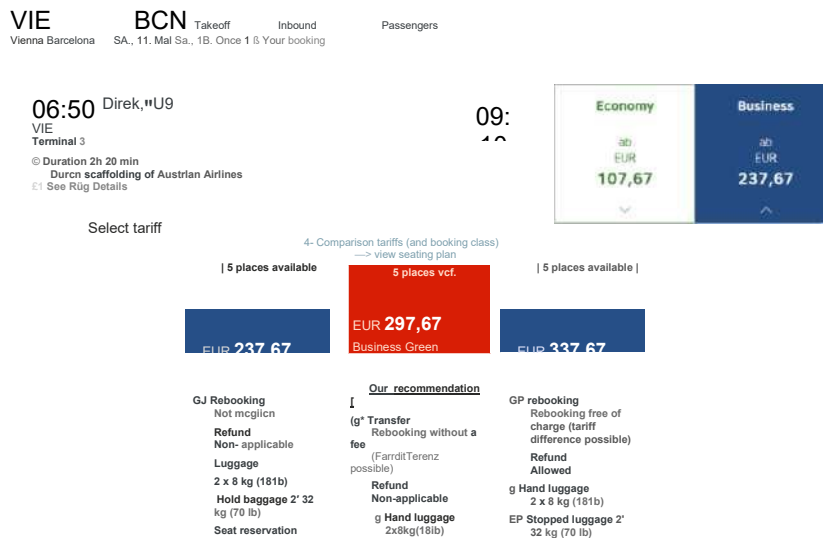 VIE BCN Takeoff Inbound Passengers
Vienna Barcelona SA., 11. Mal Sa., 1B. Once 1 ß Your booking
06:50 Direk,"U9
VIE
Terminal 3
© Duration 2h 20 min
Durcn scaffolding of Austrlan Airlines
£1 See Rüg Details
09:
Economy
ab
EUR
107,67
Business
ab
EUR
237,67
Select tariff
4- Comparison tariffs (and booking class)
—> view seating plan
| 5 places available
5 places vcf.
| 5 places available |
EUR 237,67
EUR 297,67
Business Green
EUR 337,67
GJ Rebooking
Not mcgiicn
Refund
Non- applicable
Luggage
2 x 8 kg (181b)
Hold baggage 2' 32
kg (70 lb)
Seat reservation
Our recommendation
[
(g* Transfer
Rebooking without a
fee
(FarrditTerenz
possible)
Refund
Non-applicable
g Hand luggage
2x8kg(18ib)
GP rebooking
Rebooking free of
charge (tariff
difference possible)
Refund
Allowed
g Hand luggage
2 x 8 kg (181b)
EP Stopped luggage 2'
32 kg (70 lb)